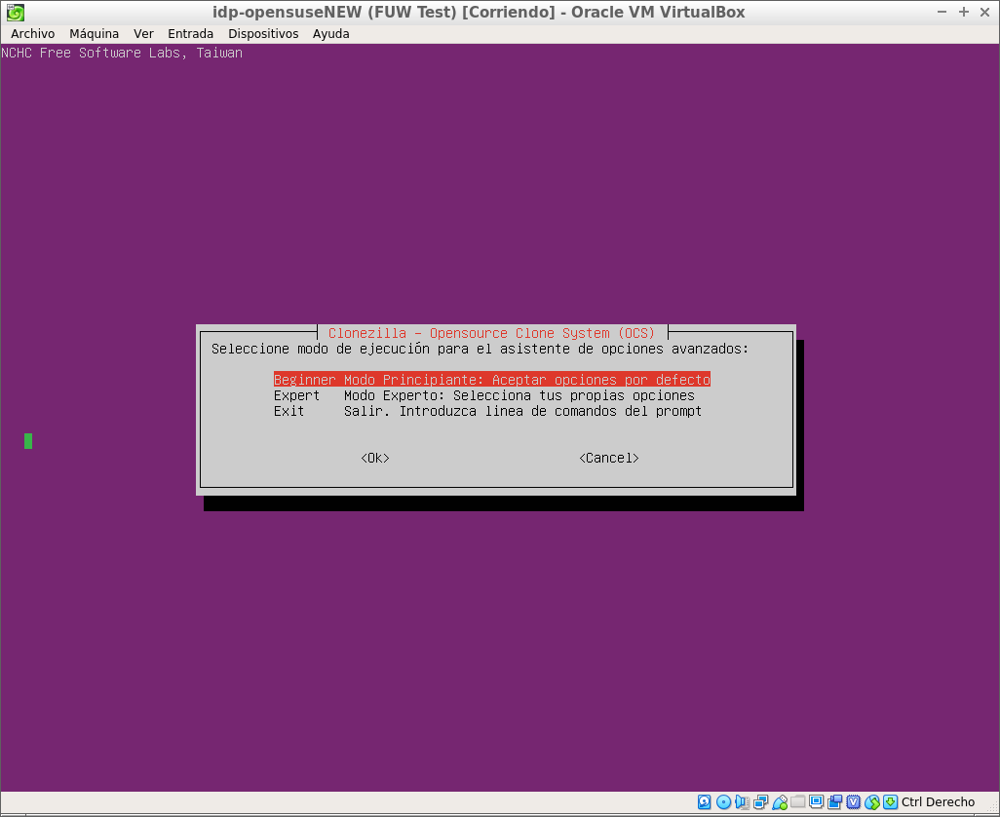 idp-opensuseNEW (FUW Test) [Corriendo] - Oracle VM VirtualBox
Archivo Máquina Ver Entrada Dispositivos Ayuda
NCHC Free Software Labs, Taiwan
Clonezilla - Opensource Clone System (OCS)
Seleccione modo de ejecución para el asistente de opciones avanzados:
Beginner Modo Principiante: Aceptar opciones por defecto
Expert Modo Experto: Selecciona tus propias opciones
Exit Salir. Introduzca linea de comandos del prompt
<Ok> <Cancel>
Ctrl Derecho